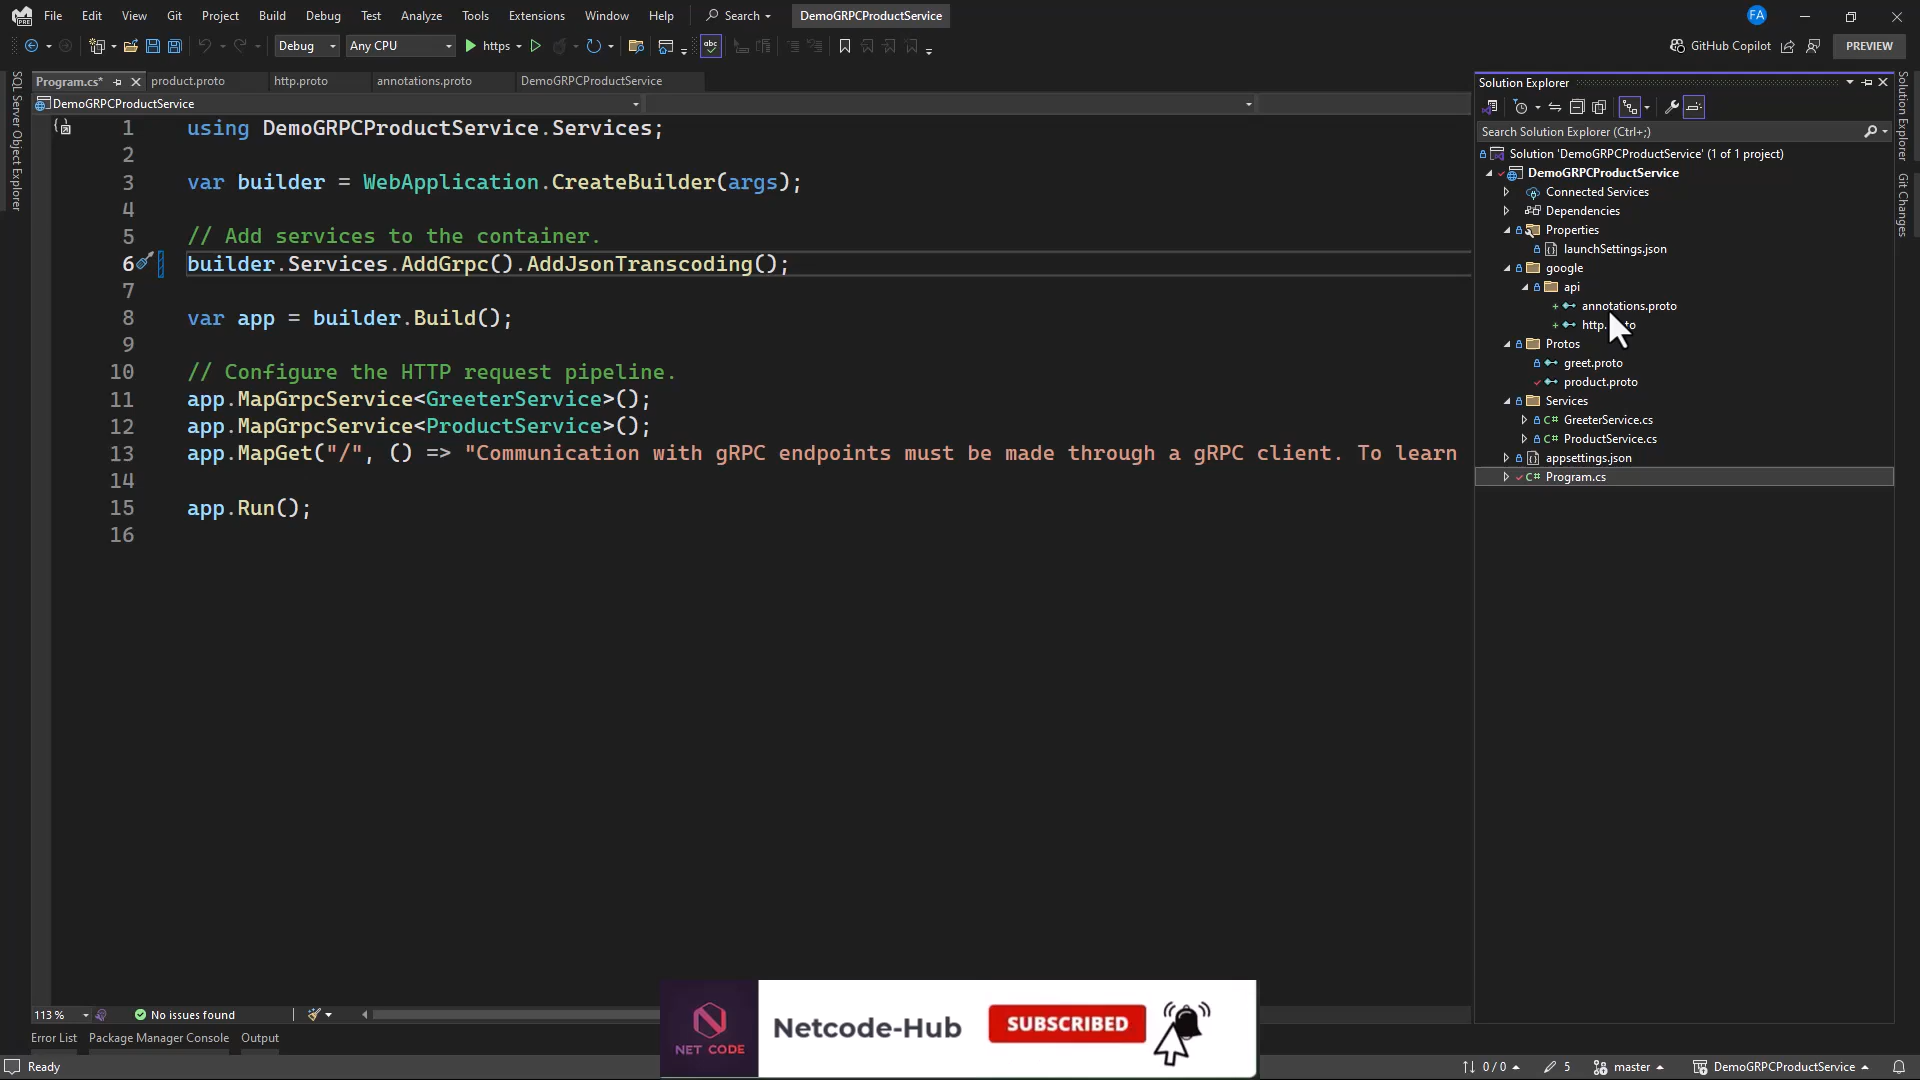 File Edit View Git Project Build Debug Test Analyze Tools Extensions Window Help Search DemoGRPCProductService FA
Debug Any CPU https GitHub Copilot PREVIEW
Program.cs* product.proto http.proto annotations.proto DemoGRPCProductService
DemoGRPCProductService
SQL Server Object Explorer
1 using DemoGRPCProductService.Services;
2
3 var builder = WebApplication.CreateBuilder(args);
4
5 // Add services to the container.
6 builder.Services.AddGrpc().AddJsonTranscoding();
7
8 var app = builder.Build();
9
10 // Configure the HTTP request pipeline.
11 app.MapGrpcService<GreeterService>();
12 app.MapGrpcService<ProductService>();
13 app.MapGet("/", () => "Communication with gRPC endpoints must be made through a gRPC client. To learn
14
15 app.Run();
16
Solution Explorer
Search Solution Explorer (Ctrl+;)
Solution 'DemoGRPCProductService' (1 of 1 project)
DemoGRPCProductService
Connected Services
Dependencies
Properties
launchSettings.json
google
api
annotations.proto
Protos
greet.proto
product.proto
Services
GreeterService.cs
ProductService.cs
appsettings.json
Program.cs
Solution Explorer
Git Changes
113 % No issues found
Error List Package Manager Console Output
NET CODE
Netcode-Hub SUBSCRIBED
Ready 0 / 0 5 master DemoGRPCProductService